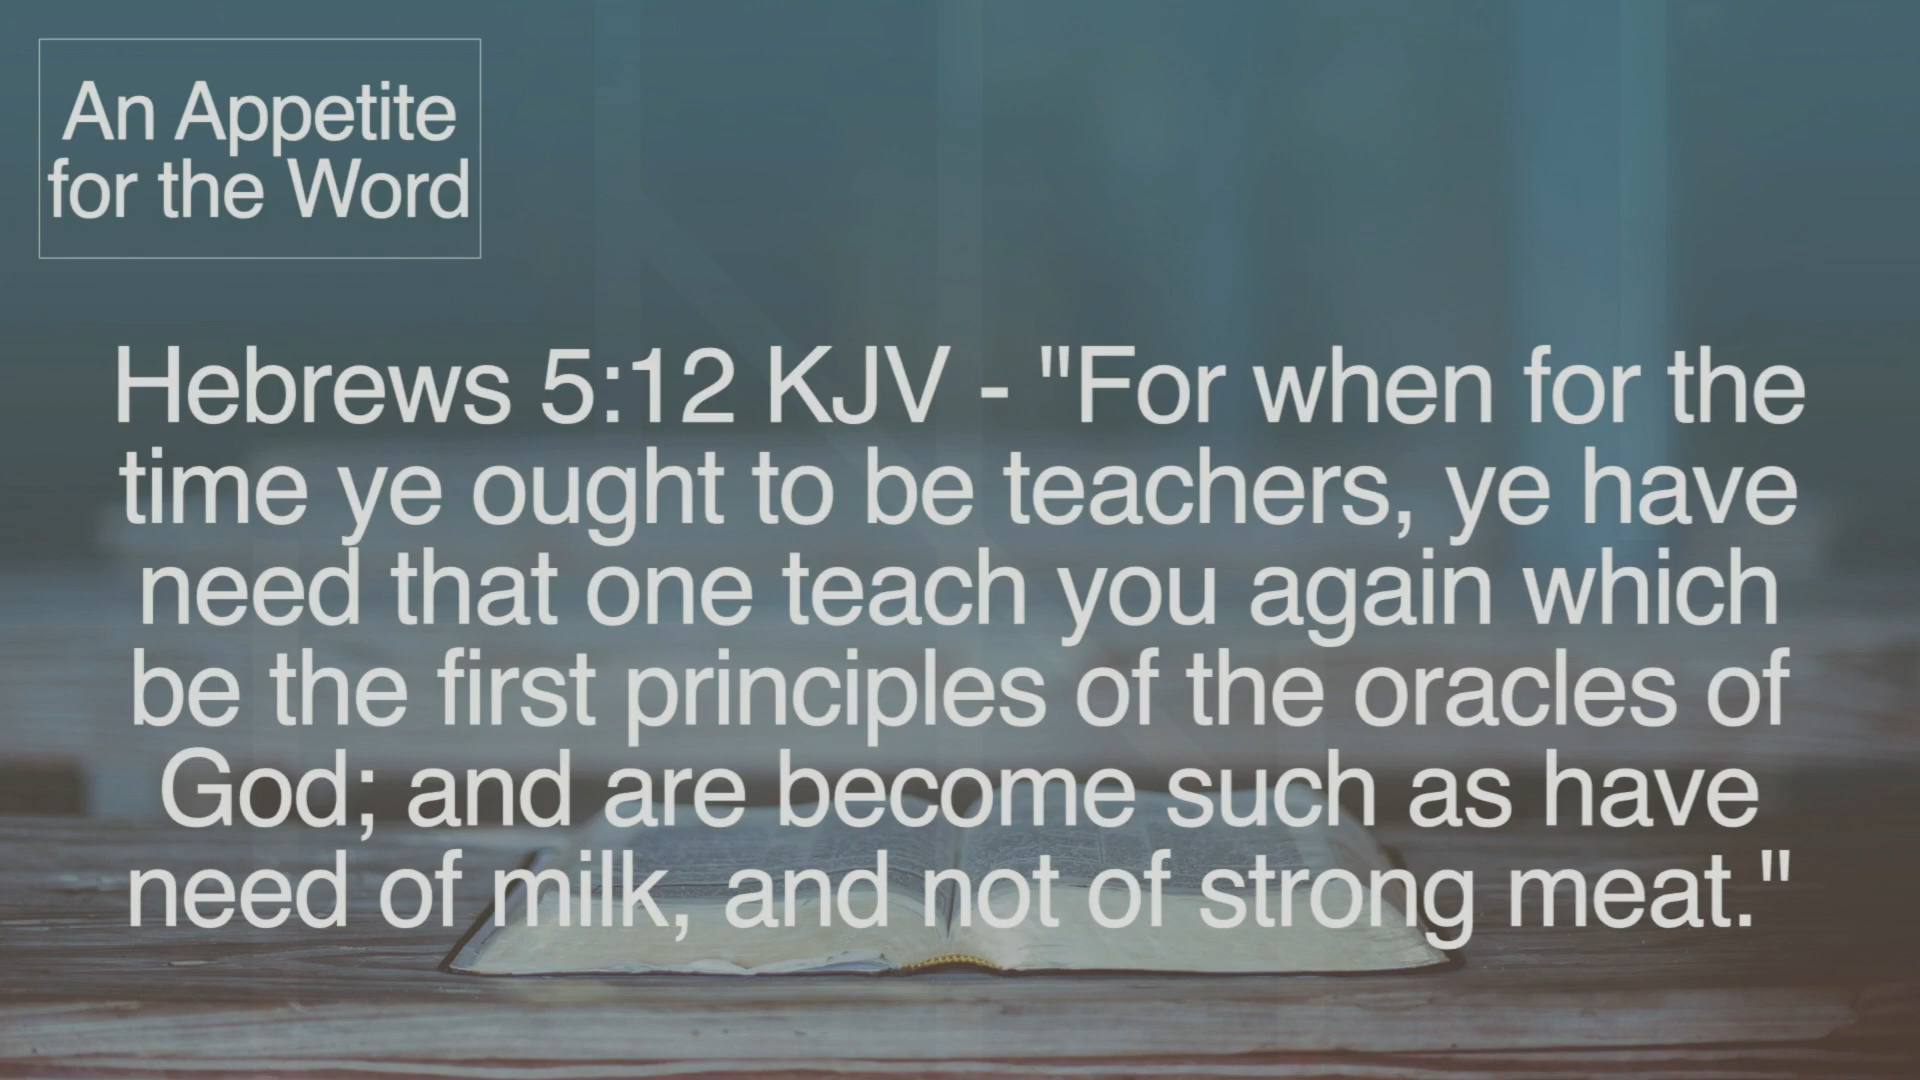 An Appetite
for the Word
Hebrews 5:12 KJV - "For when for the
time ye ought to be teachers, ye have
need that one teach you again which
be the first principles of the oracles of
God; and are become such as have
need of milk, and not of strong meat."